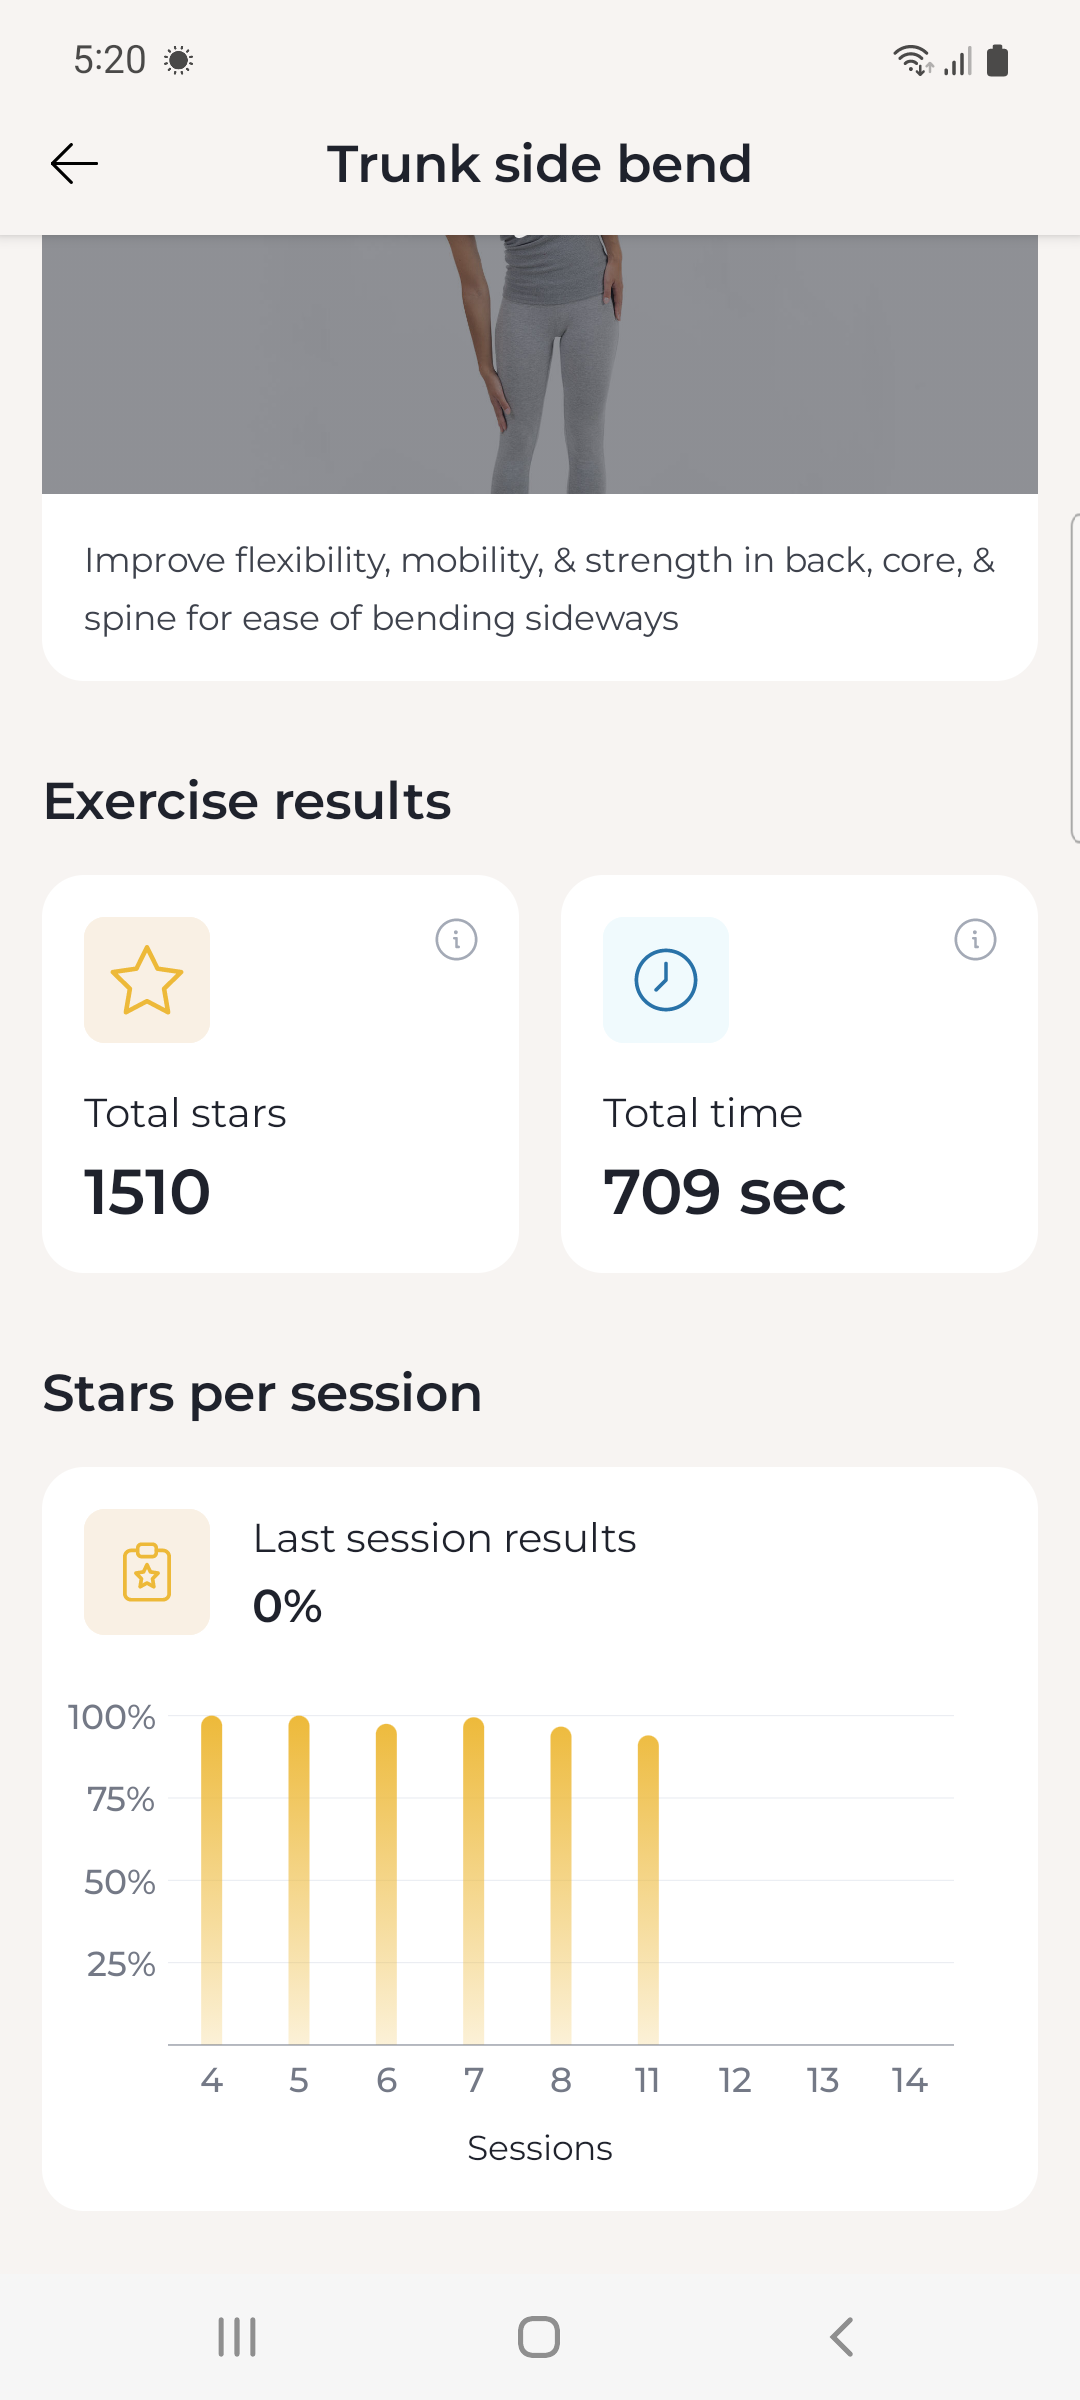 5:20
Trunk side bend
Improve flexibility, mobility, & strength in back, core, &
spine for ease of bending sideways
Exercise results
Total stars
1510
Total time
709 sec
Stars per session
Last session results
0%
100%
75%
50%
25%
4 5 6 7 8 11 12 13 14
Sessions